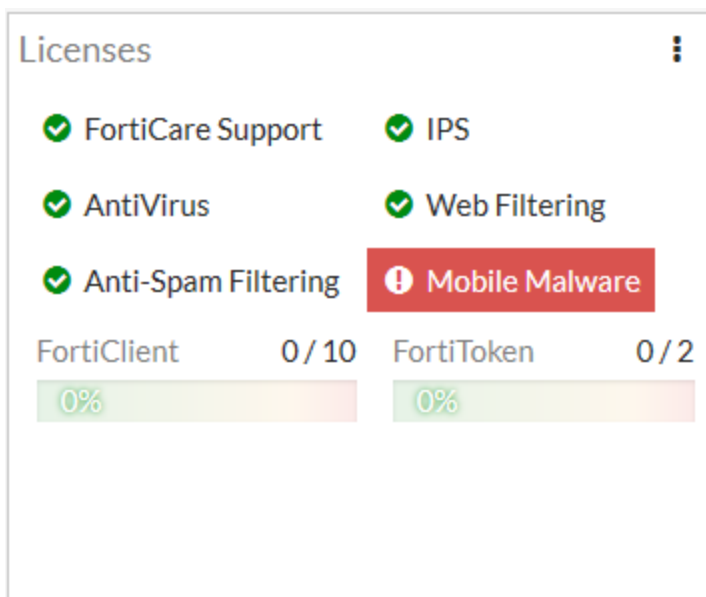 Licenses
FortiCare Support IPS
AntiVirus Web Filtering
Anti-Spam Filtering Mobile Malware
FortiClient 0 / 10 FortiToken 0 / 2
0% 0%